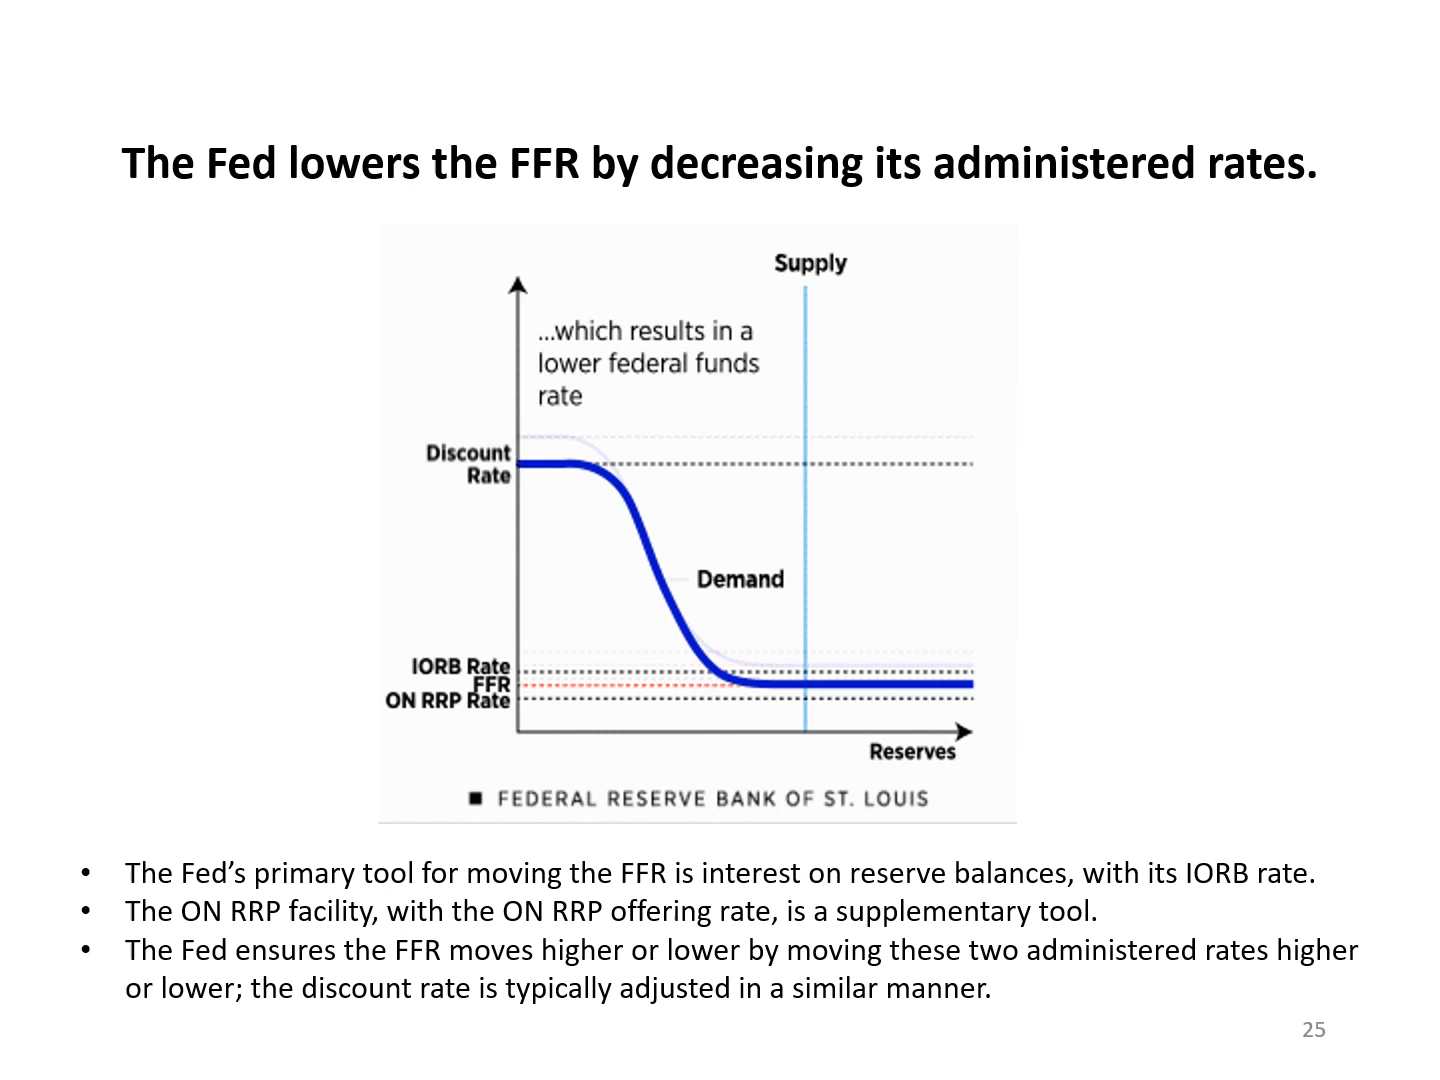 The Fed lowers the FFR by decreasing its administered rates.
Supply
...which results in a
lower federal funds
rate
Discount
Rate
Demand
IORB Rate
FFR
ON RRP Rate
Reserves
■ FEDERAL RESERVE BANK OF ST. LOUIS
• The Fed’s primary tool for moving the FFR is interest on reserve balances, with its IORB rate.
• The ON RRP facility, with the ON RRP offering rate, is a supplementary tool.
• The Fed ensures the FFR moves higher or lower by moving these two administered rates higher
or lower; the discount rate is typically adjusted in a similar manner.
25